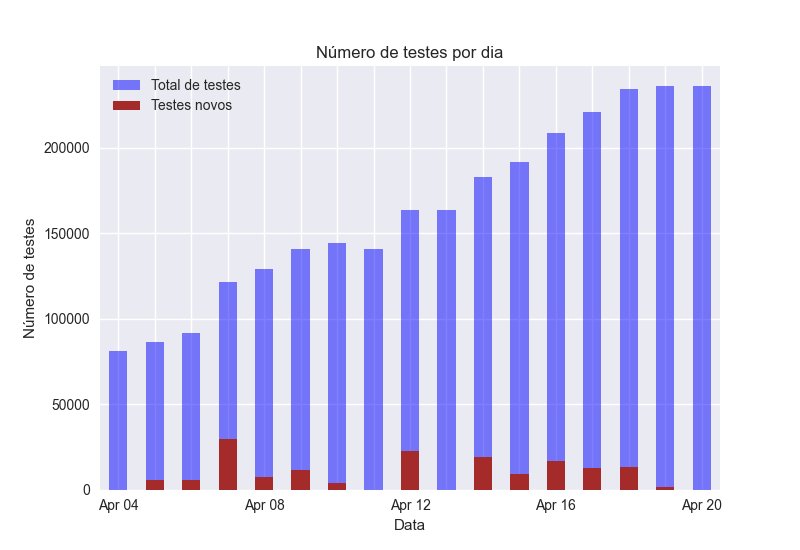 Número de testes por dia
Total de testes
Testes novos
Número de testes
200000
150000
100000
50000
0
Apr 04 Apr 08 Apr 12 Apr 16 Apr 20
Data